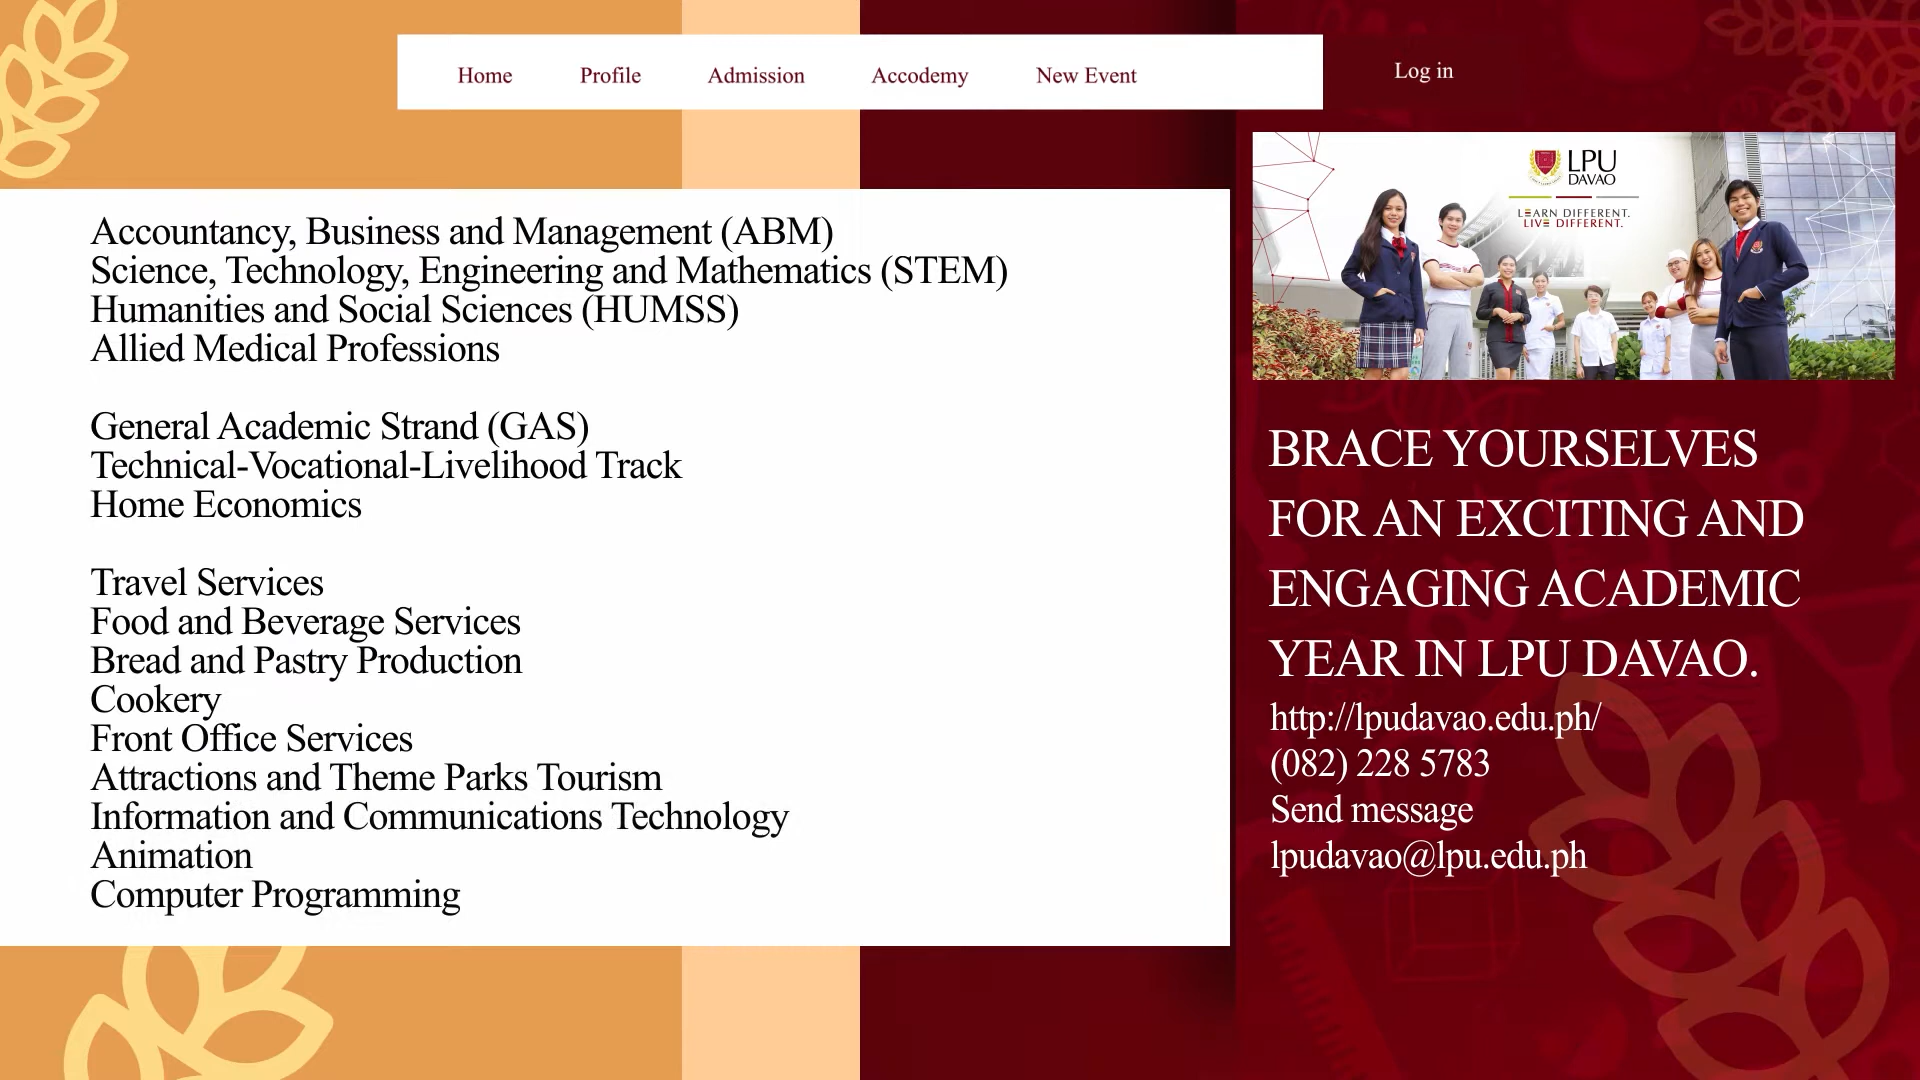 Home Profile Admission Accodemy New Event Log in
Accountancy, Business and Management (ABM)
Science, Technology, Engineering and Mathematics (STEM)
Humanities and Social Sciences (HUMSS)
Allied Medical Professions
General Academic Strand (GAS)
Technical-Vocational-Livelihood Track
Home Economics
Travel Services
Food and Beverage Services
Bread and Pastry Production
Cookery
Front Office Services
Attractions and Theme Parks Tourism
Information and Communications Technology
Animation
Computer Programming
LPU
DAVAO
LEARN DIFFERENT.
LIVE DIFFERENT.
BRACE YOURSELVES
FOR AN EXCITING AND
ENGAGING ACADEMIC
YEAR IN LPU DAVAO.
http://lpudavao.edu.ph/
(082) 228 5783
Send message
lpudavao@lpu.edu.ph